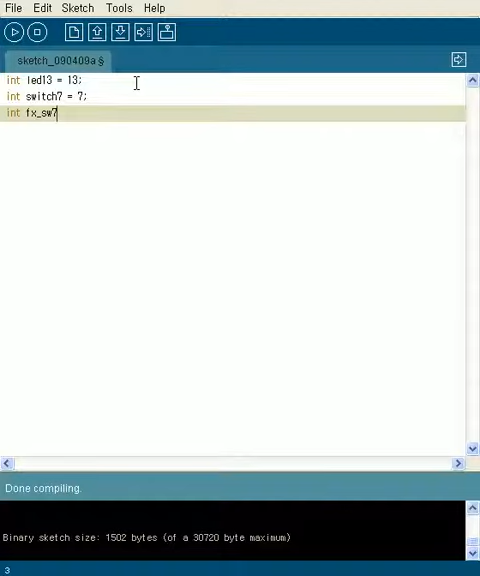 File Edit Sketch Tools Help
sketch_090409a §
int led13 = 13;
int switch7 = 7;
int fx_sw7
Done compiling.
Binary sketch size: 1502 bytes (of a 30720 byte maximum)
3